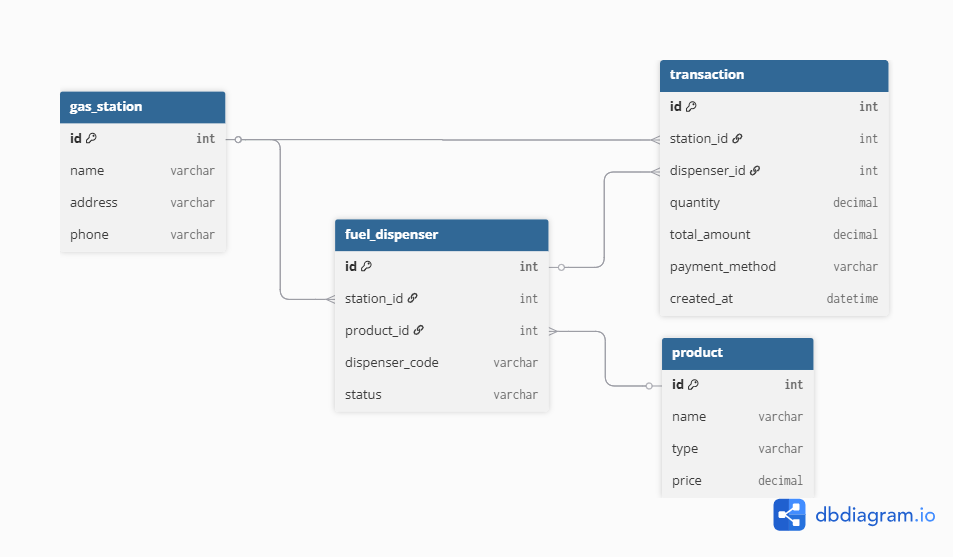 gas_station
id int
name varchar
address varchar
phone varchar
fuel_dispenser
id int
station_id int
product_id int
dispenser_code varchar
status varchar
transaction
id int
station_id int
dispenser_id int
quantity decimal
total_amount decimal
payment_method varchar
created_at datetime
product
id int
name varchar
type varchar
price decimal
dbdiagram.io